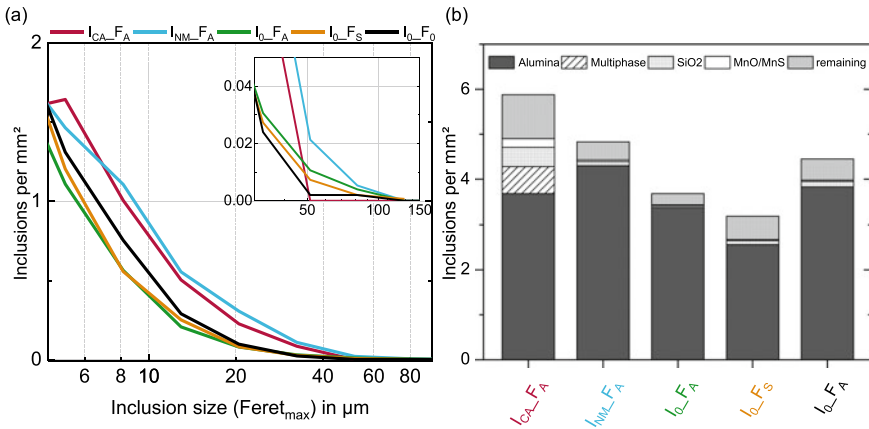 (a)
I_CA_F_A I_NM_F_A I_0_F_A I_0_F_S I_0_F_0
2
1
0
Inclusions per mm²
0.04
0.02
0.00
50 100 150
6 8 10 20 40 60 80
Inclusion size (Feret_max) in µm
(b)
Alumina Multiphase SiO2 MnO/MnS remaining
6
4
2
0
Inclusions per mm²
I_CA_F_A I_NM_F_A I_0_F_A I_0_F_S I_0_F_A